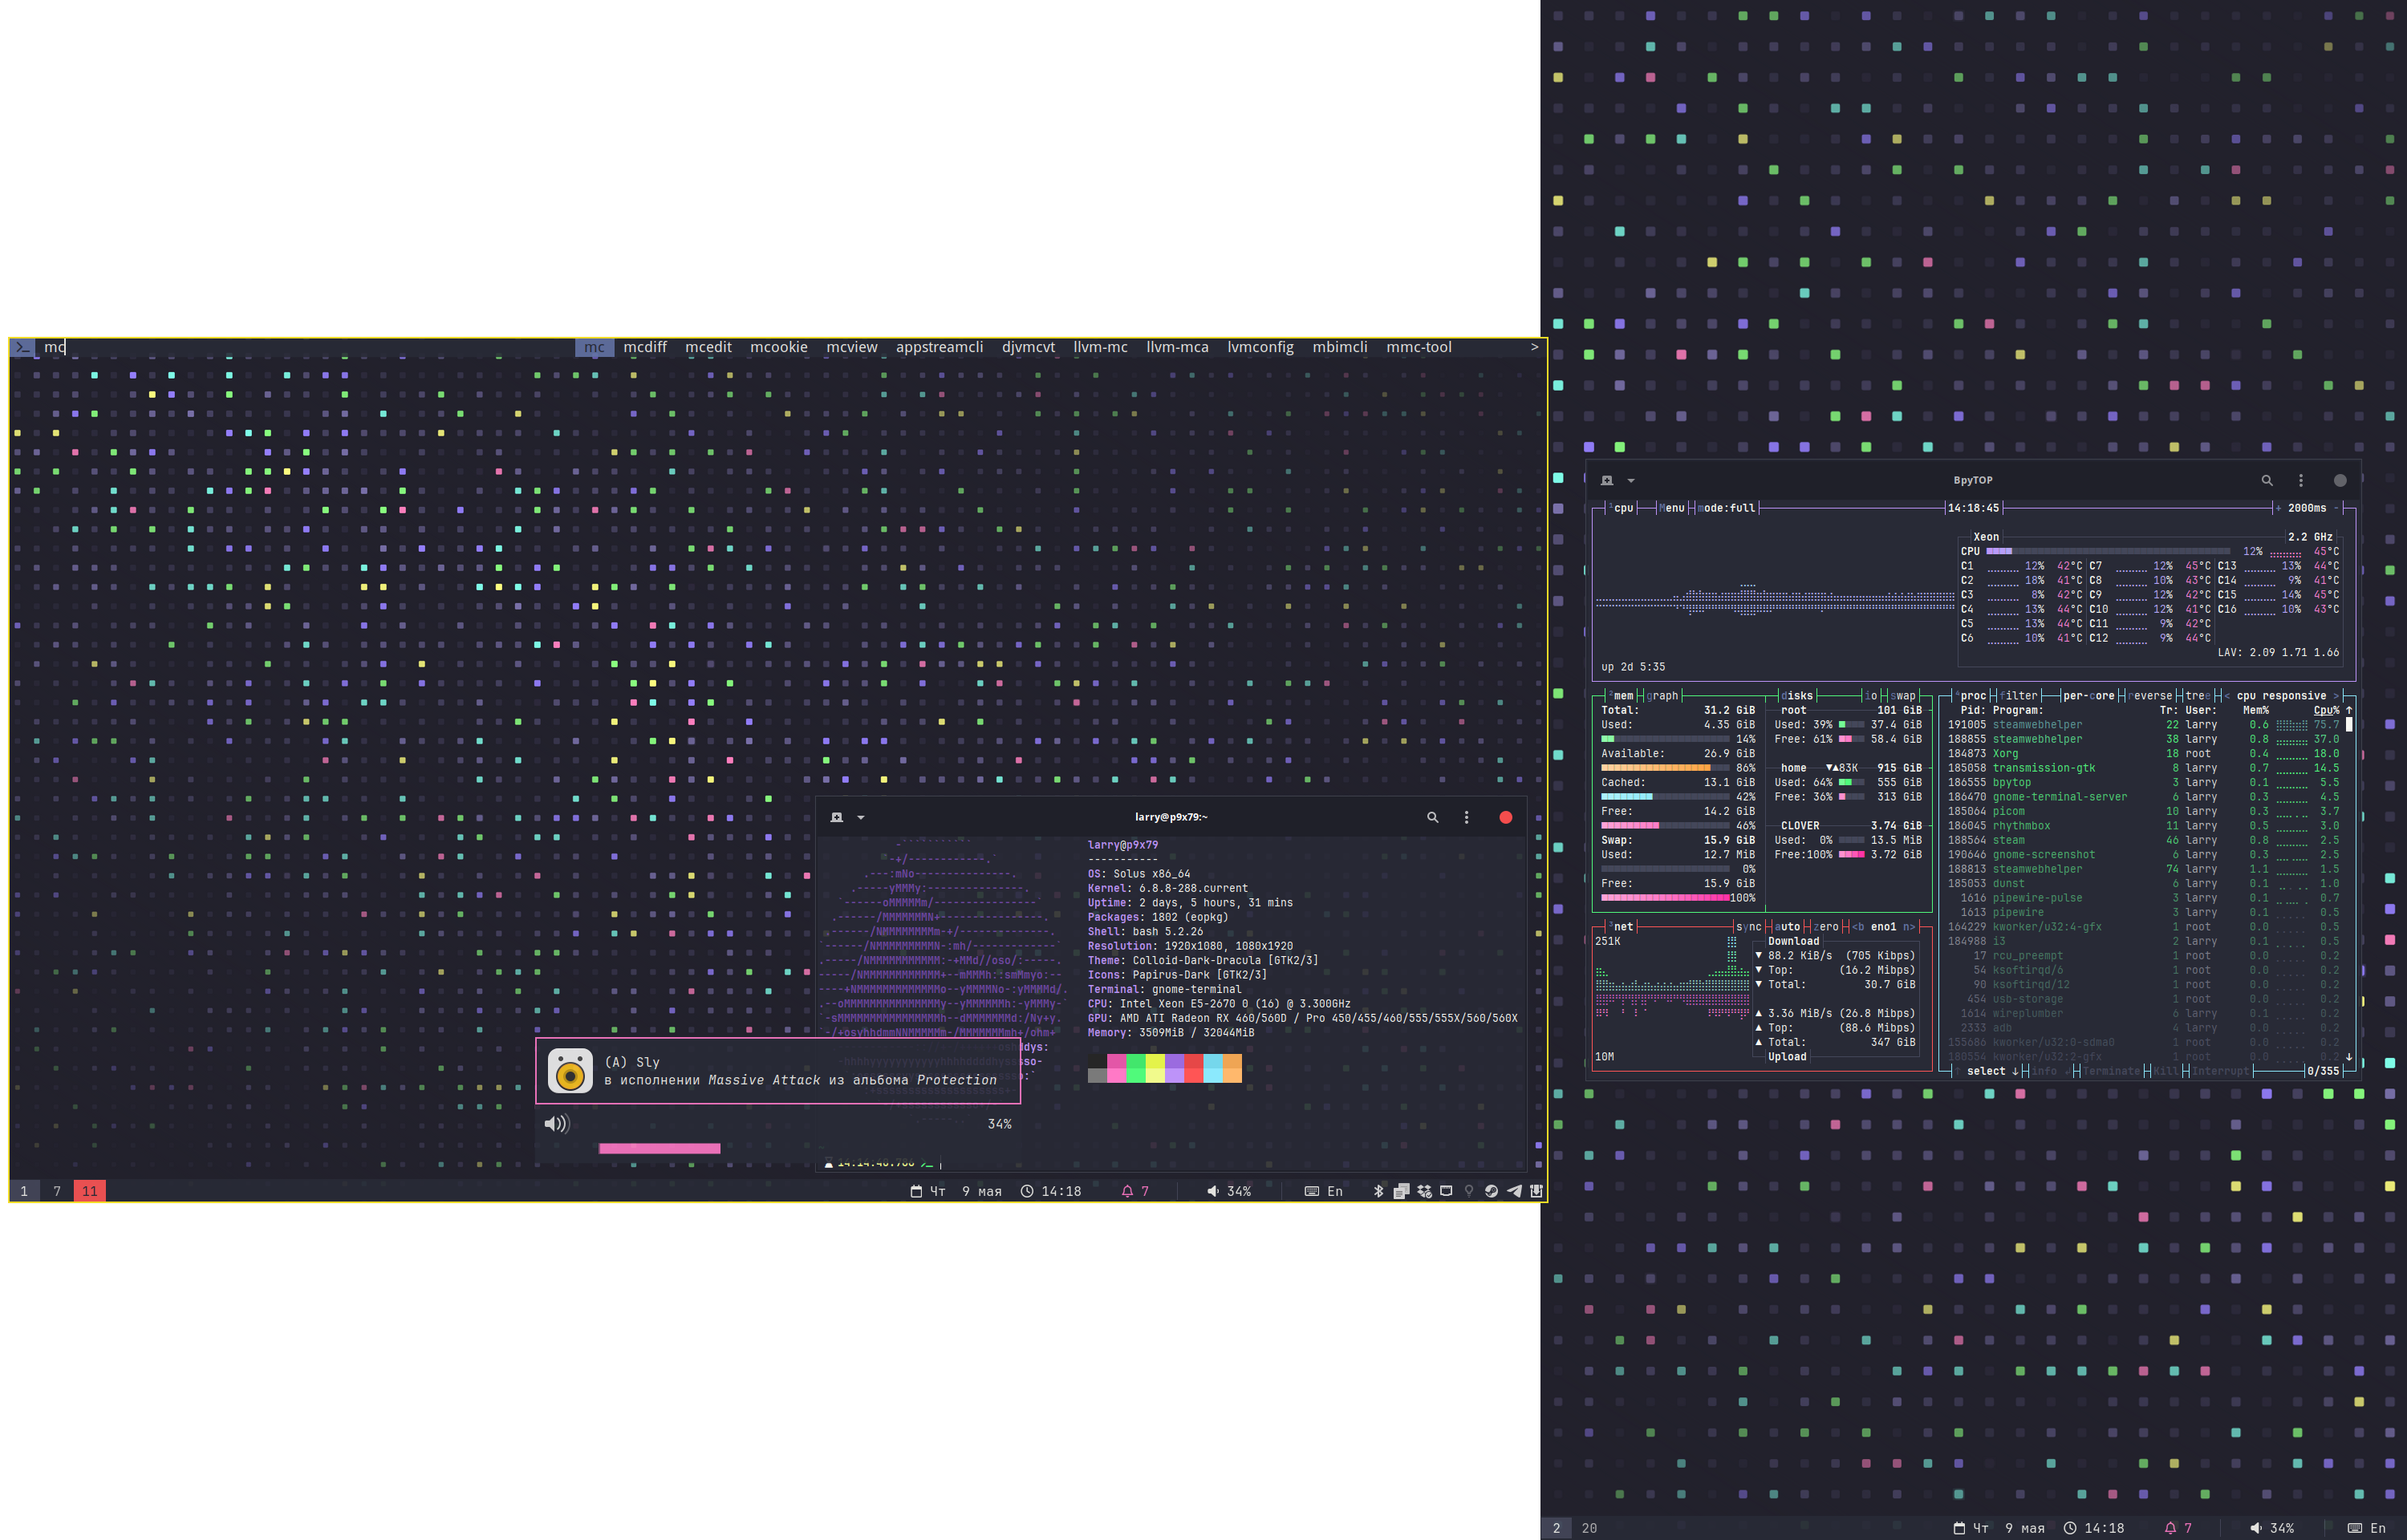 mc mc mcdiff mcedit mcookie mcview appstreamcli djvmcvt llvm-mc llvm-mca lvmconfig mbimcli mmc-tool >
larry@p9x79:~
larry@p9x79
-----------
OS: Solus x86_64
Kernel: 6.8.8-288.current
Uptime: 2 days, 5 hours, 31 mins
Packages: 1802 (eopkg)
Shell: bash 5.2.26
Resolution: 1920x1080, 1080x1920
Theme: Colloid-Dark-Dracula [GTK2/3]
Icons: Papirus-Dark [GTK2/3]
Terminal: gnome-terminal
CPU: Intel Xeon E5-2670 0 (16) @ 3.300GHz
GPU: AMD ATI Radeon RX 460/560D / Pro 450/455/460/555/555X/560/560X
Memory: 3509MiB / 32044MiB
(A) Sly
в исполнении Massive Attack из альбома Protection
34%
1 7 11 Чт 9 мая 14:18 7 34% En
BpyTOP
¹cpu Menu mode:full 14:18:45 + 2000ms -
Xeon 2.2 GHz
CPU 12% 45°C
C1 12% 42°C C7 12% 45°C C13 13% 44°C
C2 18% 41°C C8 10% 43°C C14 9% 41°C
C3 8% 42°C C9 12% 42°C C15 14% 45°C
C4 13% 44°C C10 12% 41°C C16 10% 43°C
C5 13% 44°C C11 9% 42°C
C6 10% 41°C C12 9% 44°C
LAV: 2.09 1.71 1.66
up 2d 5:35
²mem graph disks io swap
Total: 31.2 GiB
Used: 4.35 GiB
14%
Available: 26.9 GiB
86%
Cached: 13.1 GiB
42%
Free: 14.2 GiB
46%
Swap: 15.9 GiB
Used: 12.7 MiB
0%
Free: 15.9 GiB
100%
root 101 GiB
Used: 39% 37.4 GiB
Free: 61% 58.4 GiB
home ▼▲83K 915 GiB
Used: 64% 555 GiB
Free: 36% 313 GiB
CLOVER 3.74 GiB
Used: 0% 13.5 MiB
Free:100% 3.72 GiB
³net sync auto zero <b eno1 n>
251K
Download
▼ 88.2 KiB/s (705 Kibps)
▼ Top: (16.2 Mibps)
▼ Total: 30.7 GiB
▲ 3.36 MiB/s (26.8 Mibps)
▲ Top: (88.6 Mibps)
▲ Total: 347 GiB
10M
Upload
⁴proc filter per-core reverse tree < cpu responsive >
Pid: Program: Tr: User: Mem% Cpu% ↑
191005 steamwebhelper 22 larry 0.6 75.7
188855 steamwebhelper 38 larry 0.8 37.0
184873 Xorg 18 root 0.4 18.0
185058 transmission-gtk 8 larry 0.7 14.5
186555 bpytop 3 larry 0.1 5.5
186470 gnome-terminal-server 6 larry 0.3 4.5
185064 picom 10 larry 0.3 3.7
186045 rhythmbox 11 larry 0.5 3.0
188564 steam 46 larry 0.8 2.5
190646 gnome-screenshot 6 larry 0.3 2.5
188813 steamwebhelper 74 larry 1.1 1.5
185053 dunst 6 larry 0.1 1.0
1616 pipewire-pulse 3 larry 0.1 0.7
1613 pipewire 3 larry 0.1 0.5
164229 kworker/u32:4-gfx 1 root 0.0 0.5
184988 i3 2 larry 0.1 0.5
17 rcu_preempt 1 root 0.0 0.2
54 ksoftirqd/6 1 root 0.0 0.2
90 ksoftirqd/12 1 root 0.0 0.2
454 usb-storage 1 root 0.0 0.2
1614 wireplumber 6 larry 0.1 0.2
2333 adb 4 larry 0.0 0.2
155686 kworker/u32:0-sdma0 1 root 0.0 0.2
180554 kworker/u32:2-gfx 1 root 0.0 0.2 ↓
↑ select ↓ info Terminate Kill Interrupt 0/355
2 20 Чт 9 мая 14:18 7 34% En